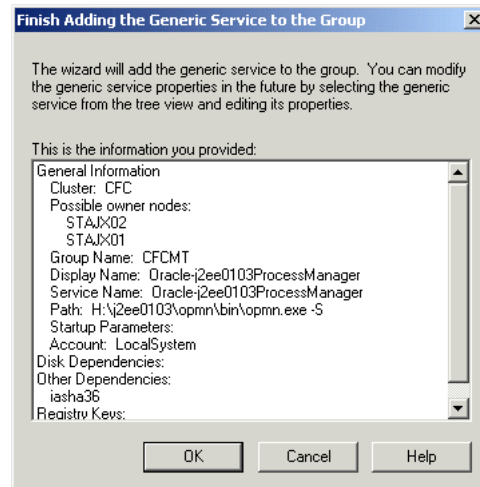 Finish Adding the Generic Service to the Group
The wizard will add the generic service to the group. You can modify
the generic service properties in the future by selecting the generic
service from the tree view and editing its properties.
This is the information you provided:
General Information
Cluster: CFC
Possible owner nodes:
STAJX02
STAJX01
Group Name: CFCMT
Display Name: Oracle-j2ee0103ProcessManager
Service Name: Oracle-j2ee0103ProcessManager
Path: H:\j2ee0103\opmn\bin\opmn.exe -S
Startup Parameters:
Account: LocalSystem
Disk Dependencies:
Other Dependencies:
iasha36
Registry Keys:
OK
Cancel
Help